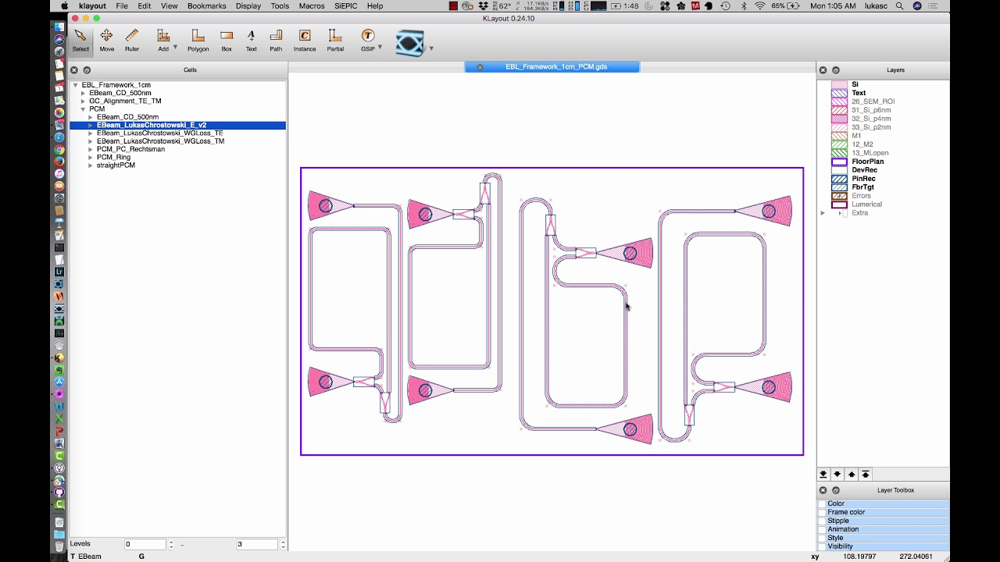 klayout File Edit View Bookmarks Display Tools Macros SiEPIC Help 17.1KB/s 8.4KB/s 62° 1:48 65% Mon 1:05 AM lukasc
KLayout 0.24.10
Select Move Ruler Add Polygon Box Text Path Instance Partial GSiP
Cells
EBL_Framework_1cm_PCM.gds
Layers
EBL_Framework_1cm
EBeam_CD_500nm
GC_Alignment_TE_TM
PCM
EBeam_CD_500nm
EBeam_LukasChrostowski_E_v2
EBeam_LukasChrostowski_WGLoss_TE
EBeam_LukasChrostowski_WGLoss_TM
PCM_PC_Rechtsman
PCM_Ring
straightPCM
Si
Text
26_SEM_ROI
31_Si_p6nm
32_Si_p4nm
33_Si_p2nm
M1
12_M2
13_MLopen
FloorPlan
DevRec
PinRec
FbrTgt
Errors
Lumerical
Extra
Layer Toolbox
Color
Frame color
Stipple
Animation
Style
Visibility
Levels 0 .. 3
T EBeam G xy 108.19797 272.04061